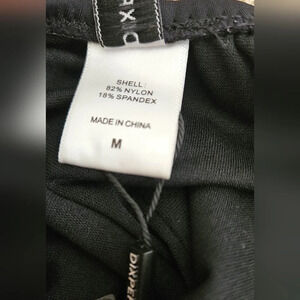 SHELL:
82% NYLON
18% SPANDEX
MADE IN CHINA
M